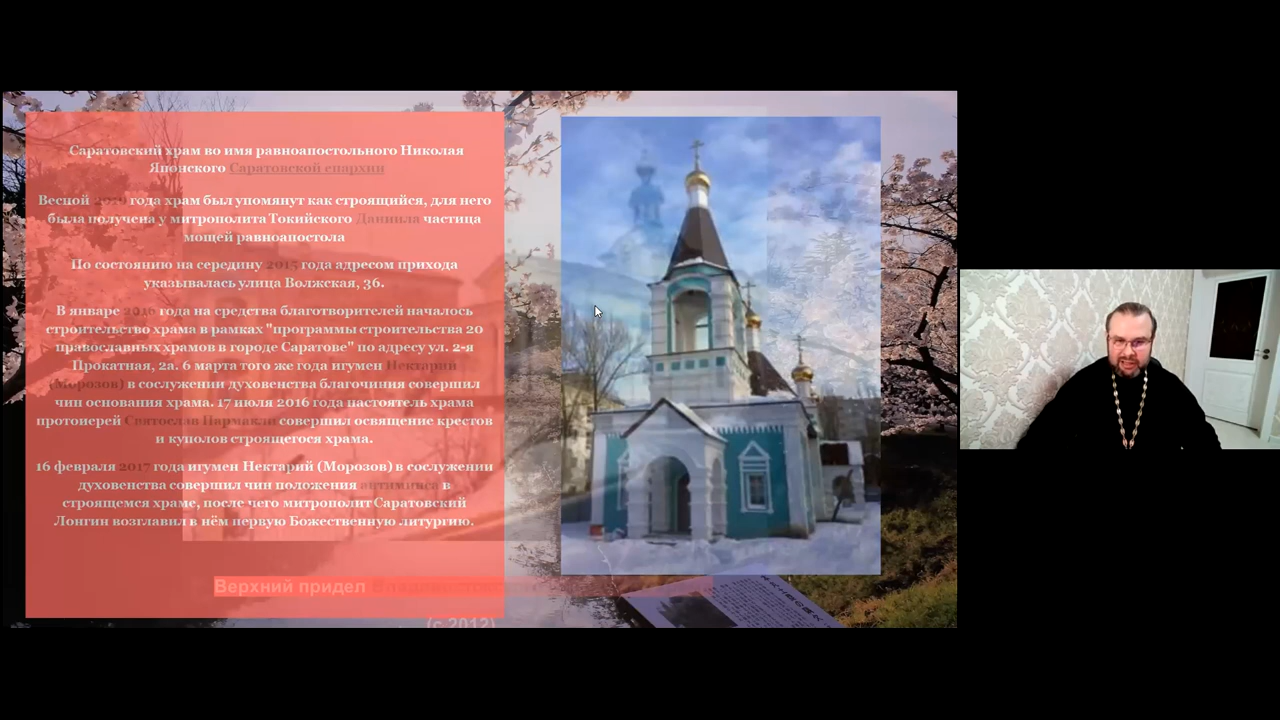 Саратовский храм во имя равноапостольного Николая
Японского Саратовской епархии
Весной года храм был упомянут как строящийся, для него
была получена у митрополита Токийского Даниила частица
мощей равноапостола
По состоянию на середину 2015 года адресом прихода
указывалась улица Волжская, 36.
В январе 2016 года на средства благотворителей началось
строительство храма в рамках "программы строительства 20
православных храмов в городе Саратове" по адресу ул. 2-я
Прокатная, 2а. 6 марта того же года игумен Нектарий
(Морозов) в сослужении духовенства благочиния совершил
чин основания храма. 17 июля 2016 года настоятель храма
протоиерей Святослав совершил освящение крестов
и куполов строящегося храма.
16 февраля 2017 года игумен Нектарий (Морозов) в сослужении
духовенства совершил чин положения антиминса в
строящемся храме, после чего митрополит Саратовский
Лонгин возглавил в нём первую Божественную литургию.
Верхний придел
(с 2012)